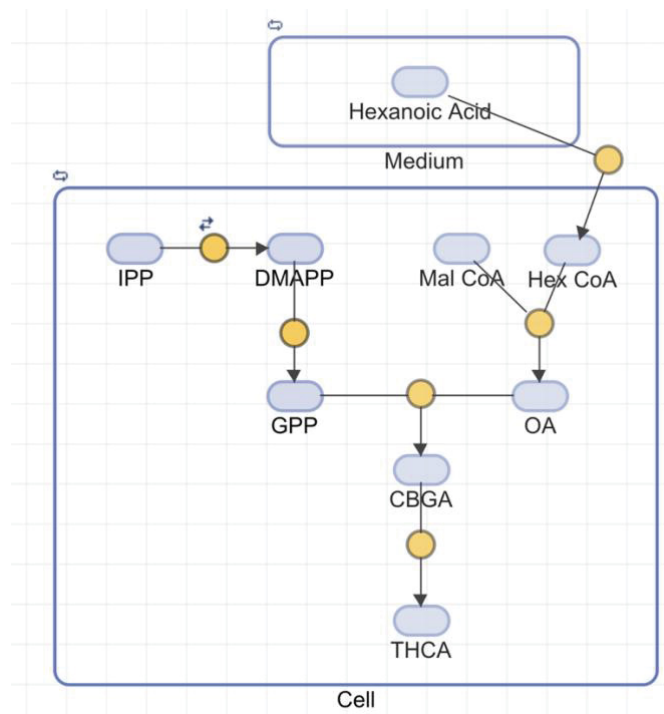 Hexanoic Acid
Medium
IPP
DMAPP
Mal CoA
Hex CoA
GPP
OA
CBGA
THCA
Cell